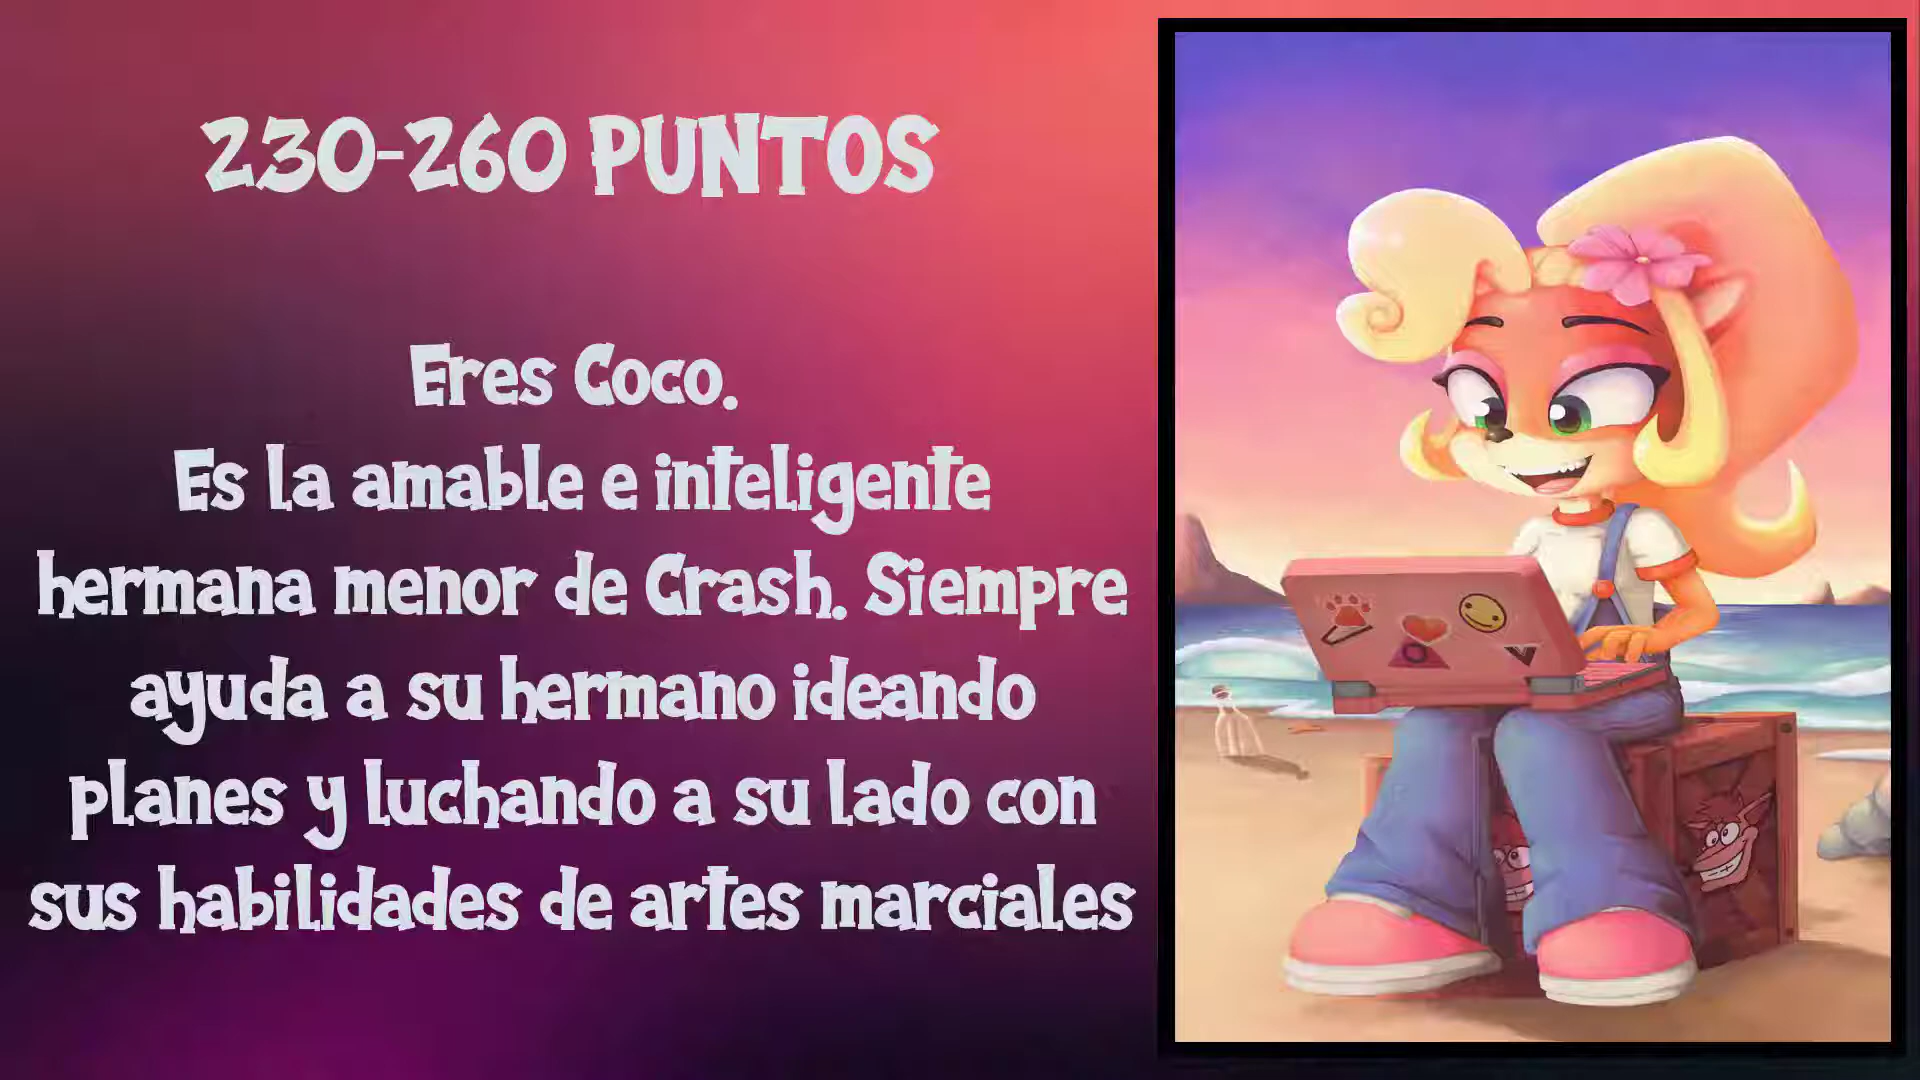 230-260 PUNTOS
Eres Coco.
Es la amable e inteligente
hermana menor de Crash. Siempre
ayuda a su hermano ideando
planes y luchando a su lado con
sus habilidades de artes marciales